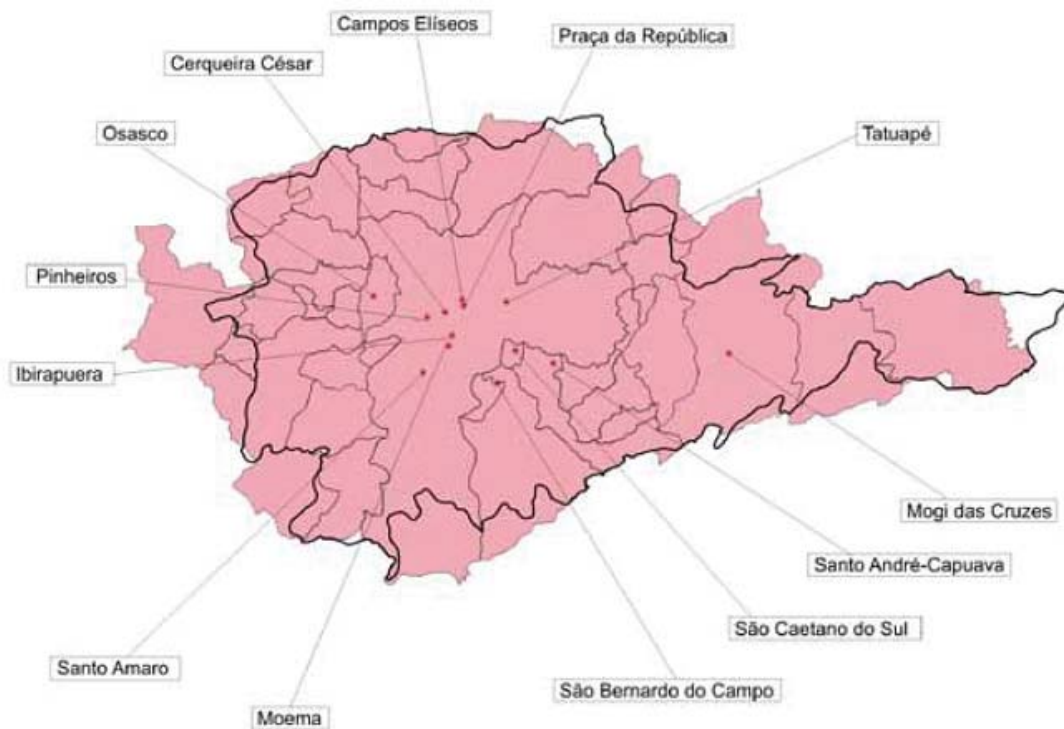 Campos Elíseos
Praça da República
Cerqueira César
Osasco
Tatuapé
Pinheiros
Ibirapuera
Mogi das Cruzes
Santo André-Capuava
São Caetano do Sul
Santo Amaro
São Bernardo do Campo
Moema